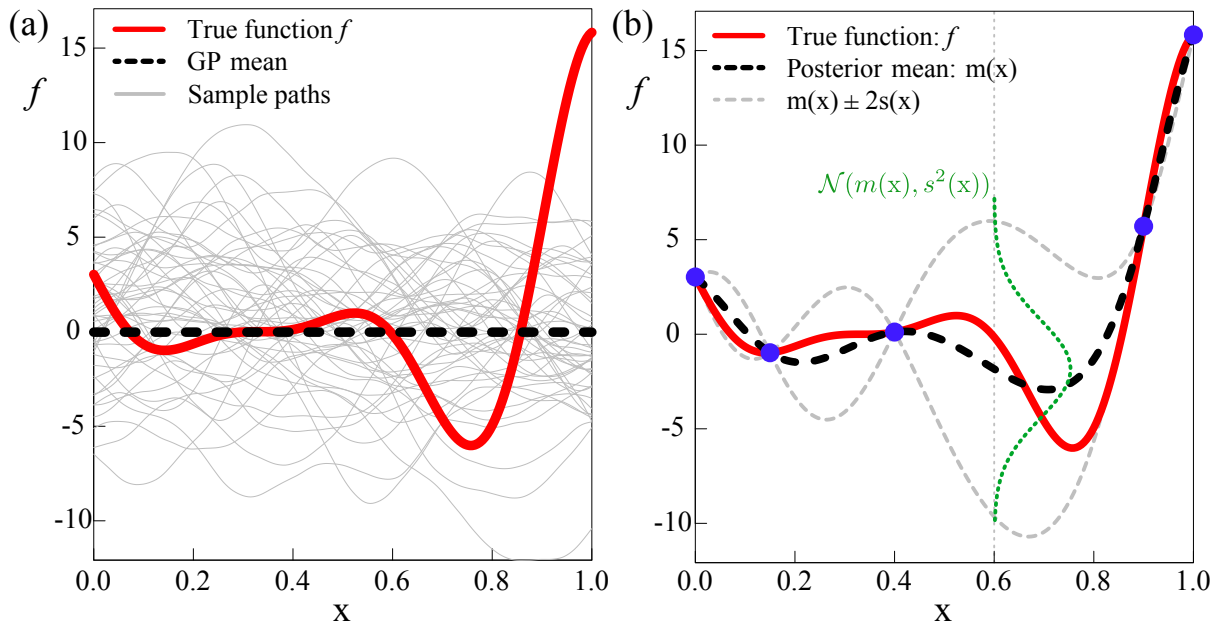 (a)
True function f
GP mean
Sample paths
f
15
10
5
0
-5
-10
0.0 0.2 0.4 0.6 0.8 1.0
x
(b)
True function: f
Posterior mean: m(x)
m(x) ± 2s(x)
f
15
10
5
0
-5
-10
𝒩(m(x), s²(x))
0.0 0.2 0.4 0.6 0.8 1.0
x